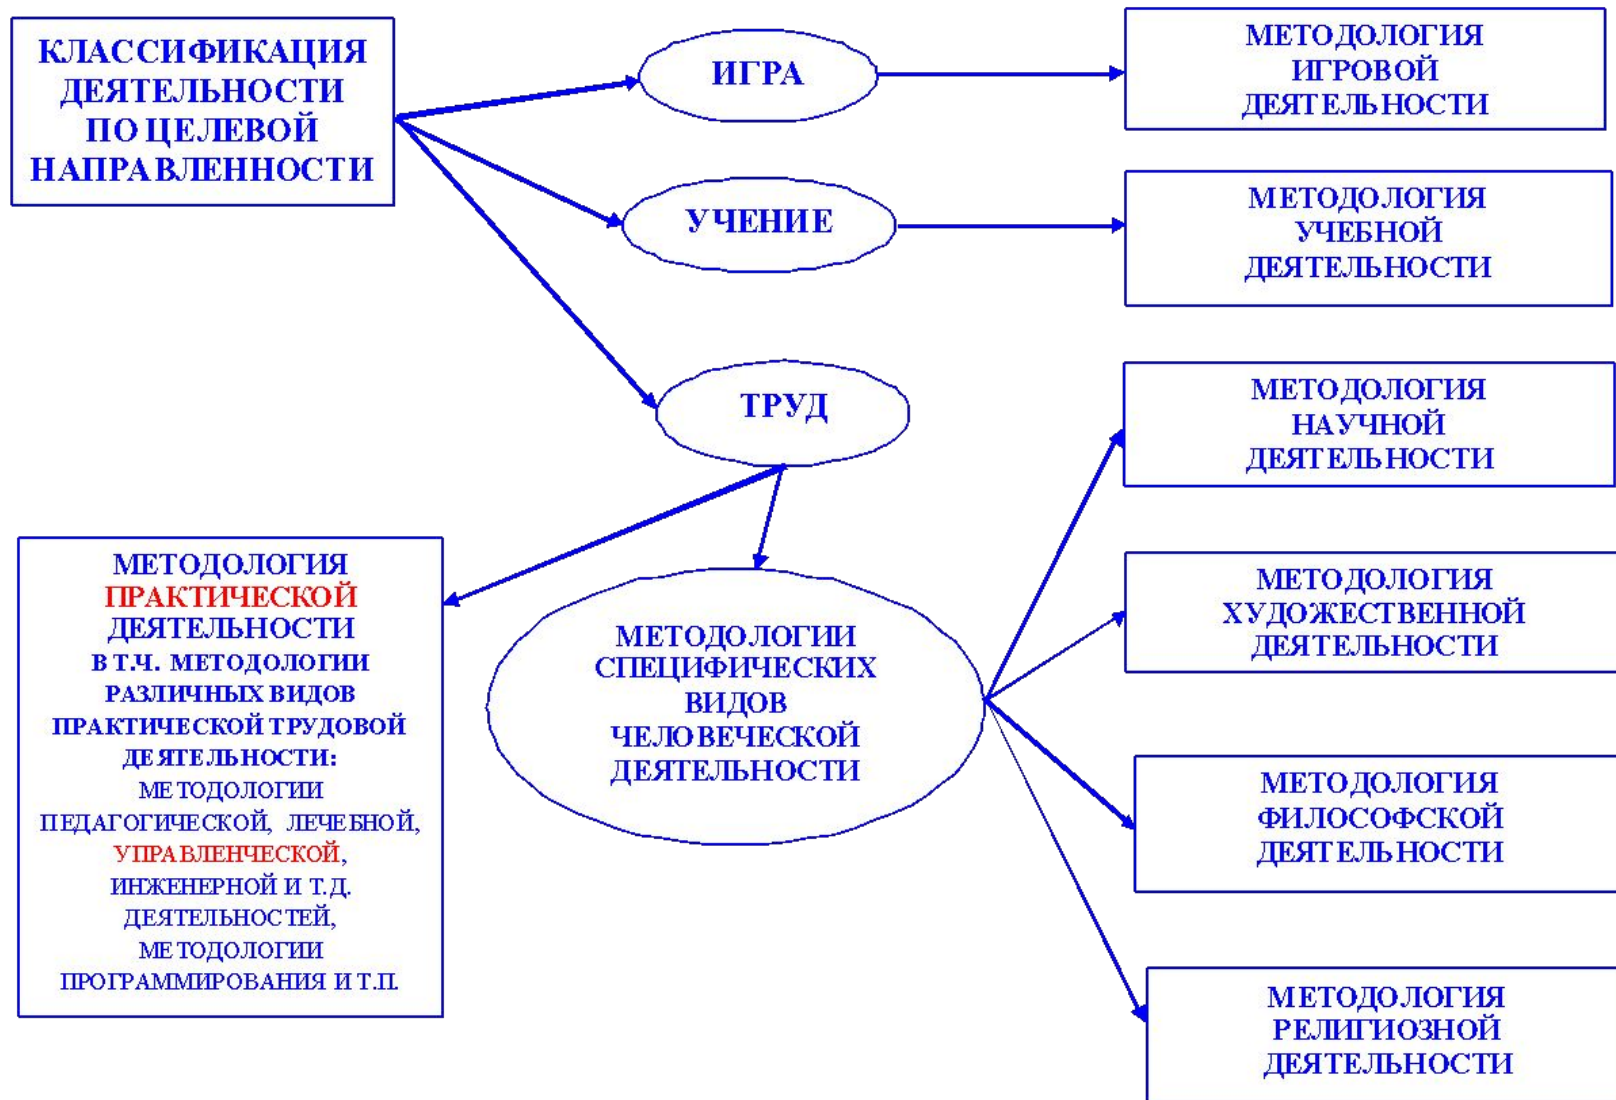 КЛАССИФИКАЦИЯ
ДЕЯТЕЛЬНОСТИ
ПО ЦЕЛЕВОЙ
НАПРАВЛЕННОСТИ
ИГРА
МЕТОДОЛОГИЯ
ИГРОВОЙ
ДЕЯТЕЛЬНОСТИ
УЧЕНИЕ
МЕТОДОЛОГИЯ
УЧЕБНОЙ
ДЕЯТЕЛЬНОСТИ
ТРУД
МЕТОДОЛОГИЯ
НАУЧНОЙ
ДЕЯТЕЛЬНОСТИ
МЕТОДОЛОГИЯ
ПРАКТИЧЕСКОЙ
ДЕЯТЕЛЬНОСТИ
В Т.Ч. МЕТОДОЛОГИИ
РАЗЛИЧНЫХ ВИДОВ
ПРАКТИЧЕСКОЙ ТРУДОВОЙ
ДЕЯТЕЛЬНОСТИ:
МЕТОДОЛОГИИ
ПЕДАГОГИЧЕСКОЙ, ЛЕЧЕБНОЙ,
УПРАВЛЕНЧЕСКОЙ,
ИНЖЕНЕРНОЙ И Т.Д.
ДЕЯТЕЛЬНОСТЕЙ,
МЕТОДОЛОГИИ
ПРОГРАММИРОВАНИЯ И Т.П.
МЕТОДОЛОГИИ
СПЕЦИФИЧЕСКИХ
ВИДОВ
ЧЕЛОВЕЧЕСКОЙ
ДЕЯТЕЛЬНОСТИ
МЕТОДОЛОГИЯ
ХУДОЖЕСТВЕННОЙ
ДЕЯТЕЛЬНОСТИ
МЕТОДОЛОГИЯ
ФИЛОСОФСКОЙ
ДЕЯТЕЛЬНОСТИ
МЕТОДОЛОГИЯ
РЕЛИГИОЗНОЙ
ДЕЯТЕЛЬНОСТИ